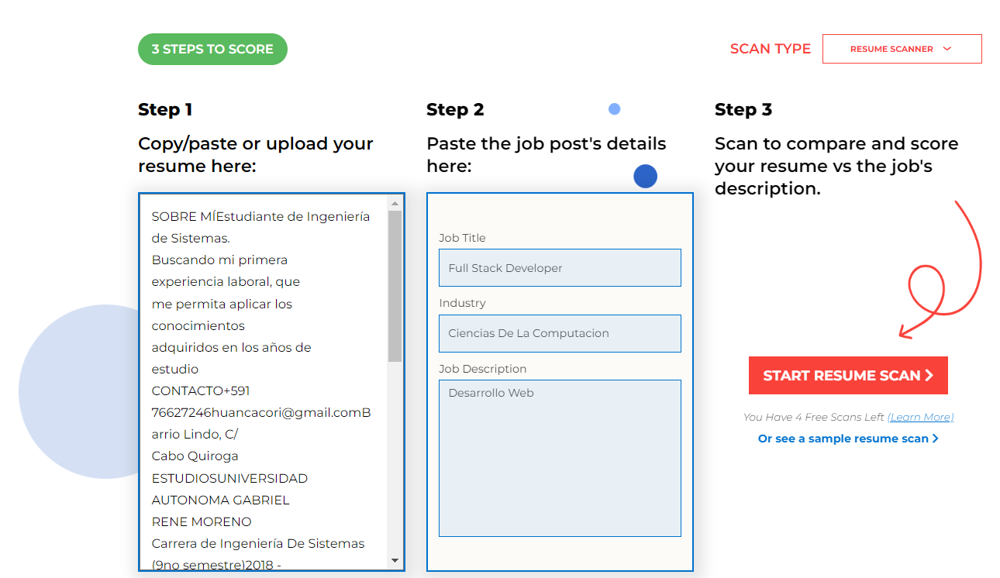 3 STEPS TO SCORE
SCAN TYPE
RESUME SCANNER
Step 1
Copy/paste or upload your
resume here:
SOBRE MÍEstudiante de Ingeniería
de Sistemas.
Buscando mi primera
experiencia laboral, que
me permita aplicar los
conocimientos
adquiridos en los años de
estudio
CONTACTO+591
76627246huancacori@gmail.comB
arrio Lindo, C/
Cabo Quiroga
ESTUDIOSUNIVERSIDAD
AUTONOMA GABRIEL
RENE MORENO
Carrera de Ingeniería De Sistemas
(9no semestre)2018 -
Step 2
Paste the job post's details
here:
Job Title
Full Stack Developer
Industry
Ciencias De La Computacion
Job Description
Desarrollo Web
Step 3
Scan to compare and score
your resume vs the job's
description.
START RESUME SCAN
You Have 4 Free Scans Left (Learn More)
Or see a sample resume scan